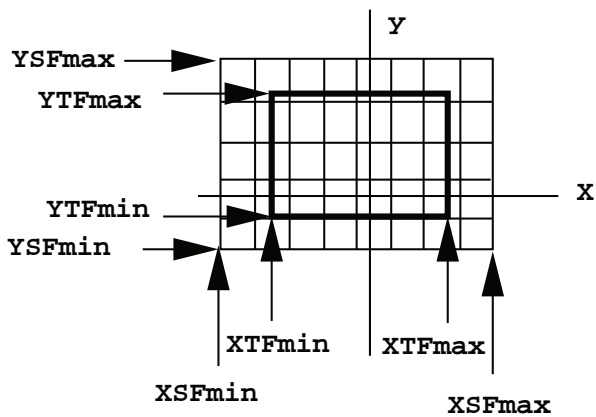 y
YSFmax
YTFmax
X
YTFmin
YSFmin
XTFmin
XTFmax
XSFmin
XSFmax